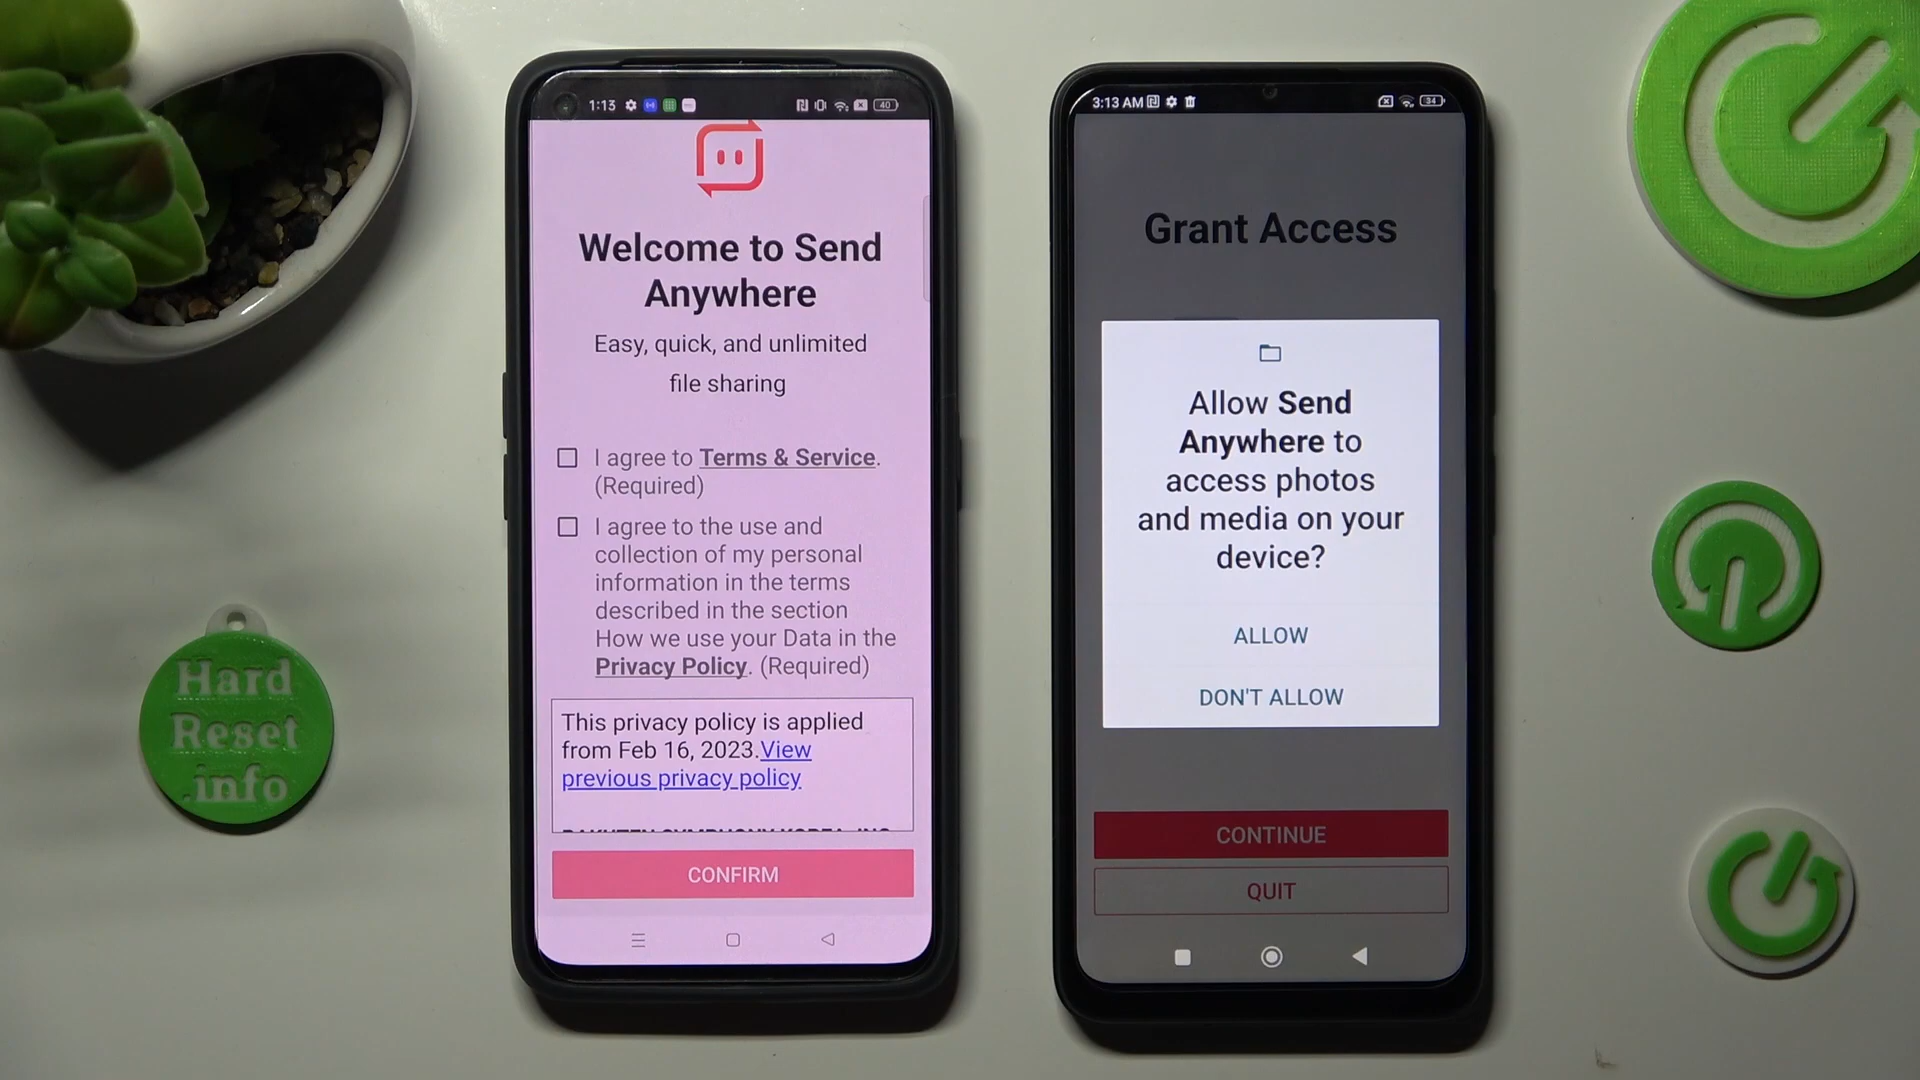 1:13
40
Welcome to Send
Anywhere
Easy, quick, and unlimited
file sharing
I agree to Terms & Service.
(Required)
I agree to the use and
collection of my personal
information in the terms
described in the section
How we use your Data in the
Privacy Policy. (Required)
This privacy policy is applied
from Feb 16, 2023.View
previous privacy policy
CONFIRM
3:13 AM
34
Grant Access
Allow Send
Anywhere to
access photos
and media on your
device?
ALLOW
DON'T ALLOW
CONTINUE
QUIT
Hard
Reset
.info